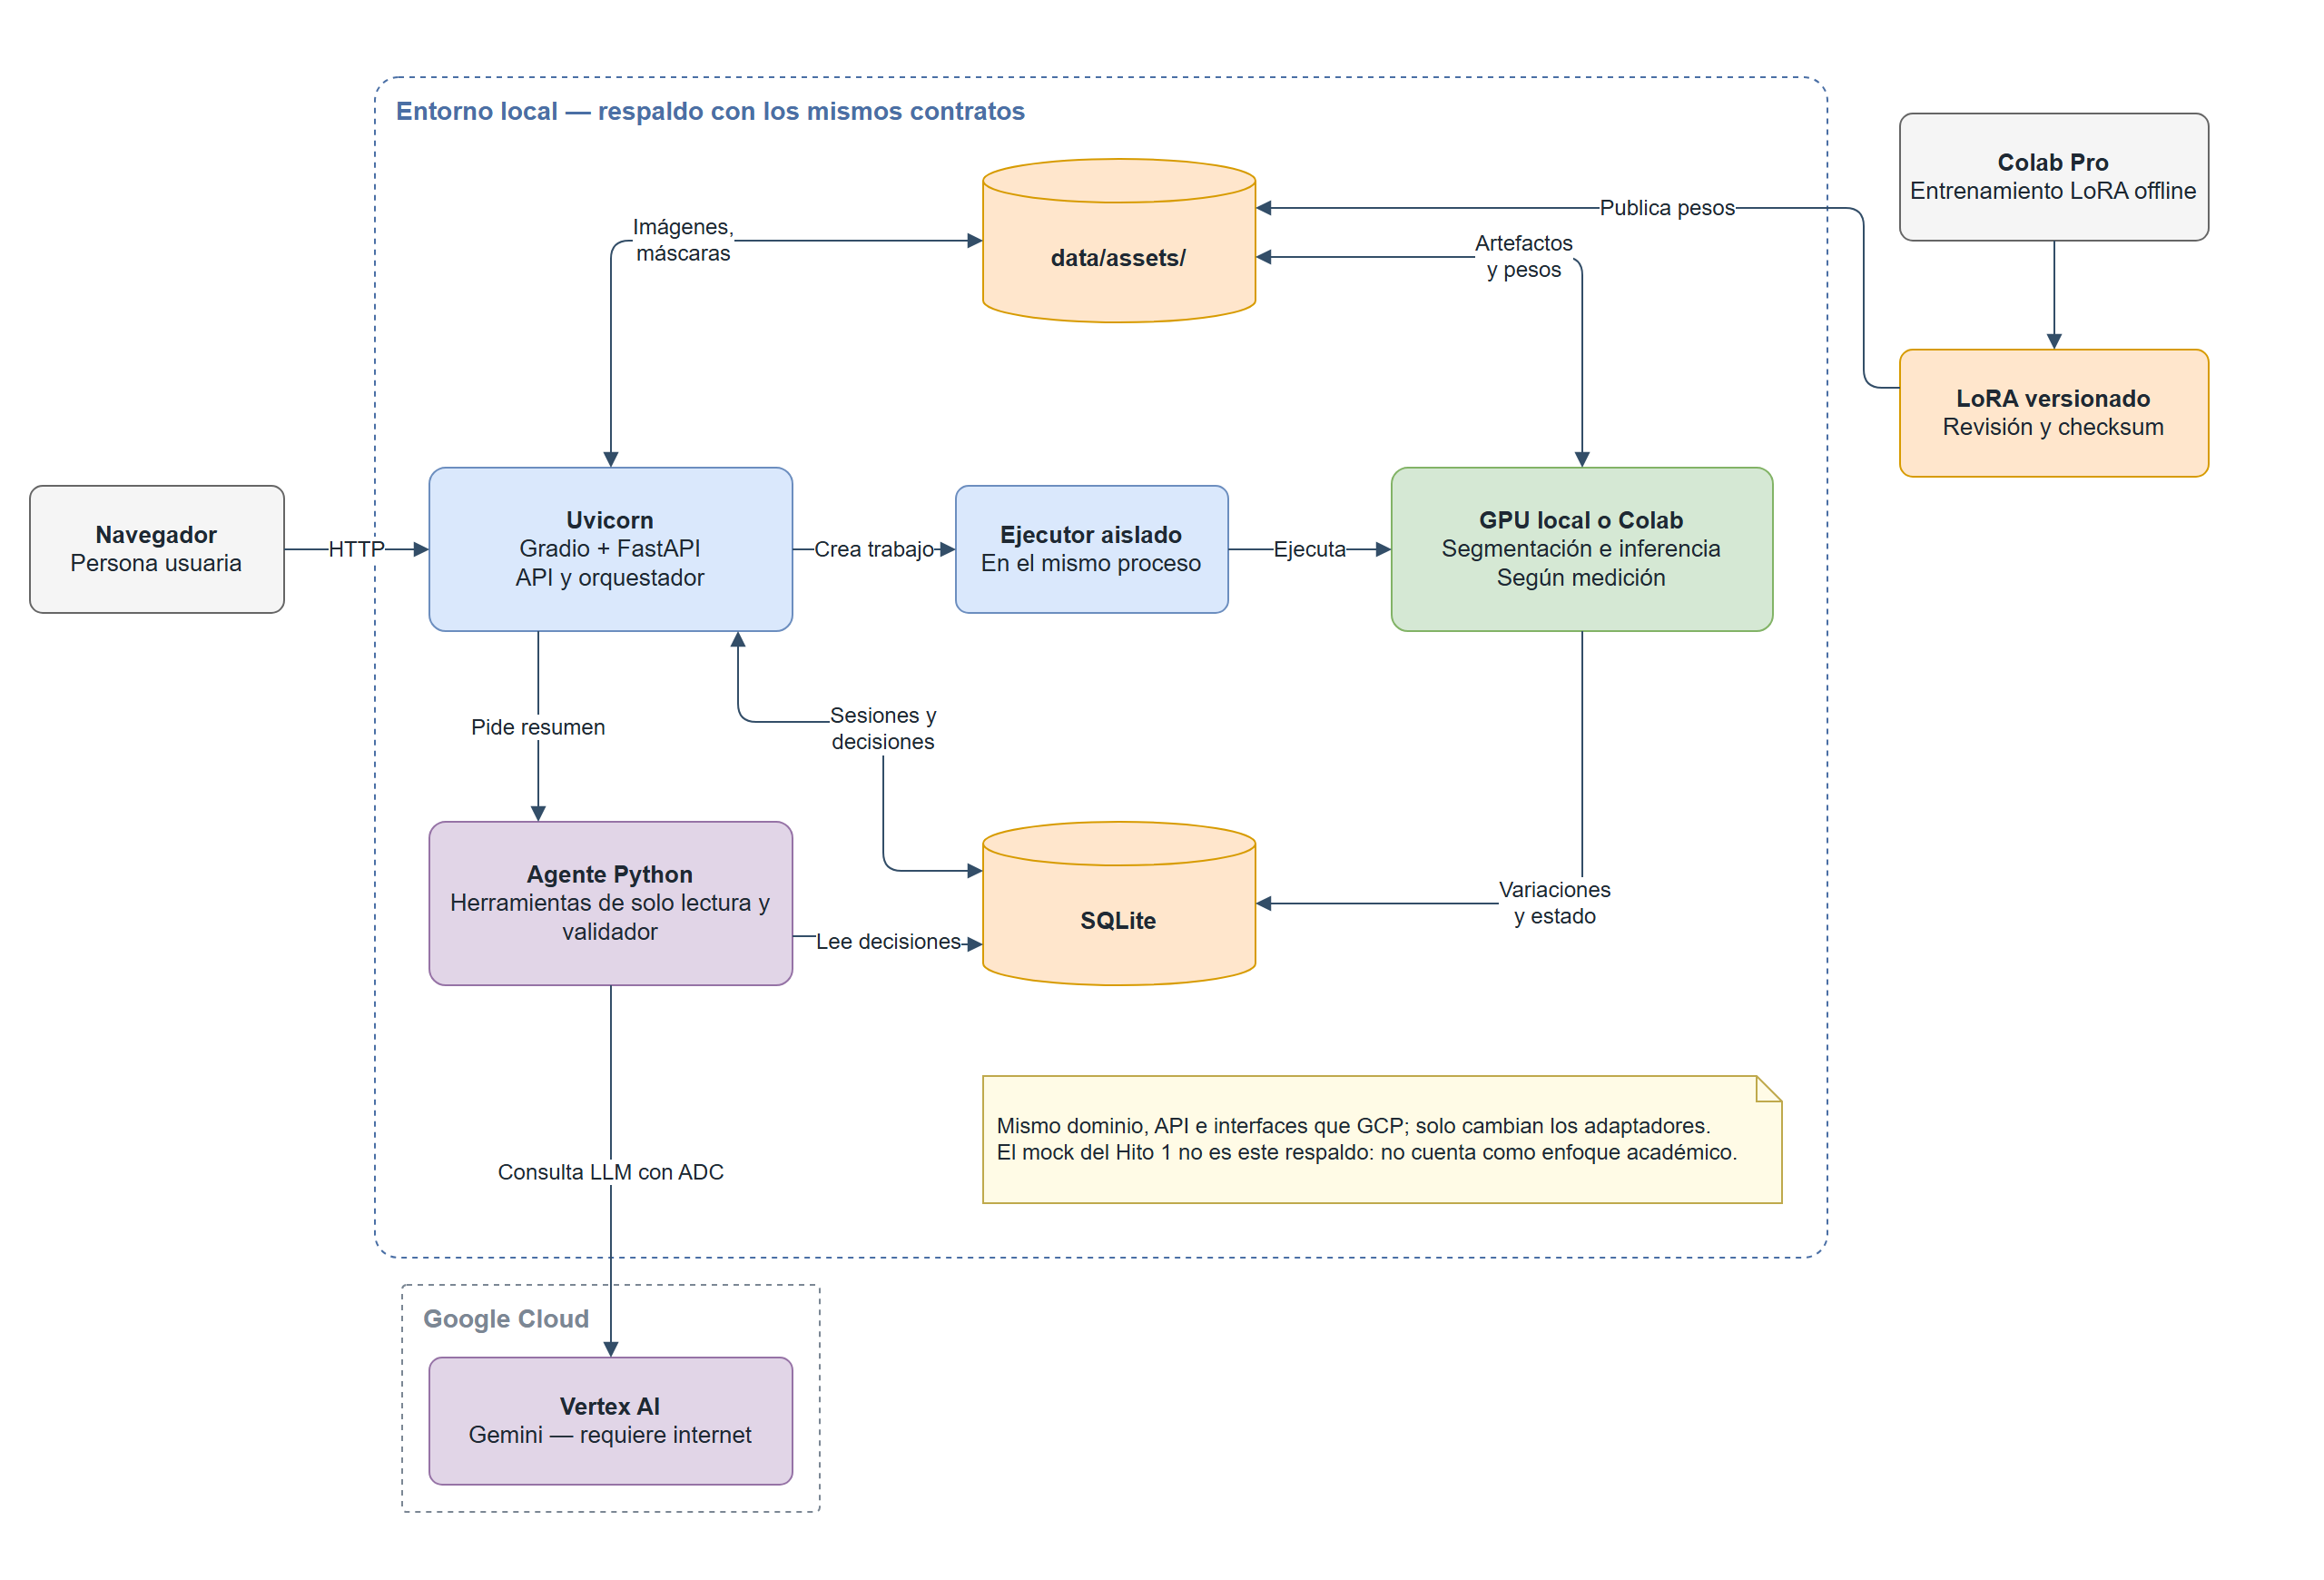 Entorno local — respaldo con los mismos contratos
Colab Pro
Entrenamiento LoRA offline
Publica pesos
Imágenes,
máscaras
data/assets/
Artefactos
y pesos
LoRA versionado
Revisión y checksum
Navegador
Persona usuaria
HTTP
Uvicorn
Gradio + FastAPI
API y orquestador
Crea trabajo
Ejecutor aislado
En el mismo proceso
Ejecuta
GPU local o Colab
Segmentación e inferencia
Según medición
Pide resumen
Sesiones y
decisiones
Agente Python
Herramientas de solo lectura y
validador
Lee decisiones
SQLite
Variaciones
y estado
Mismo dominio, API e interfaces que GCP; solo cambian los adaptadores.
El mock del Hito 1 no es este respaldo: no cuenta como enfoque académico.
Consulta LLM con ADC
Google Cloud
Vertex AI
Gemini — requiere internet